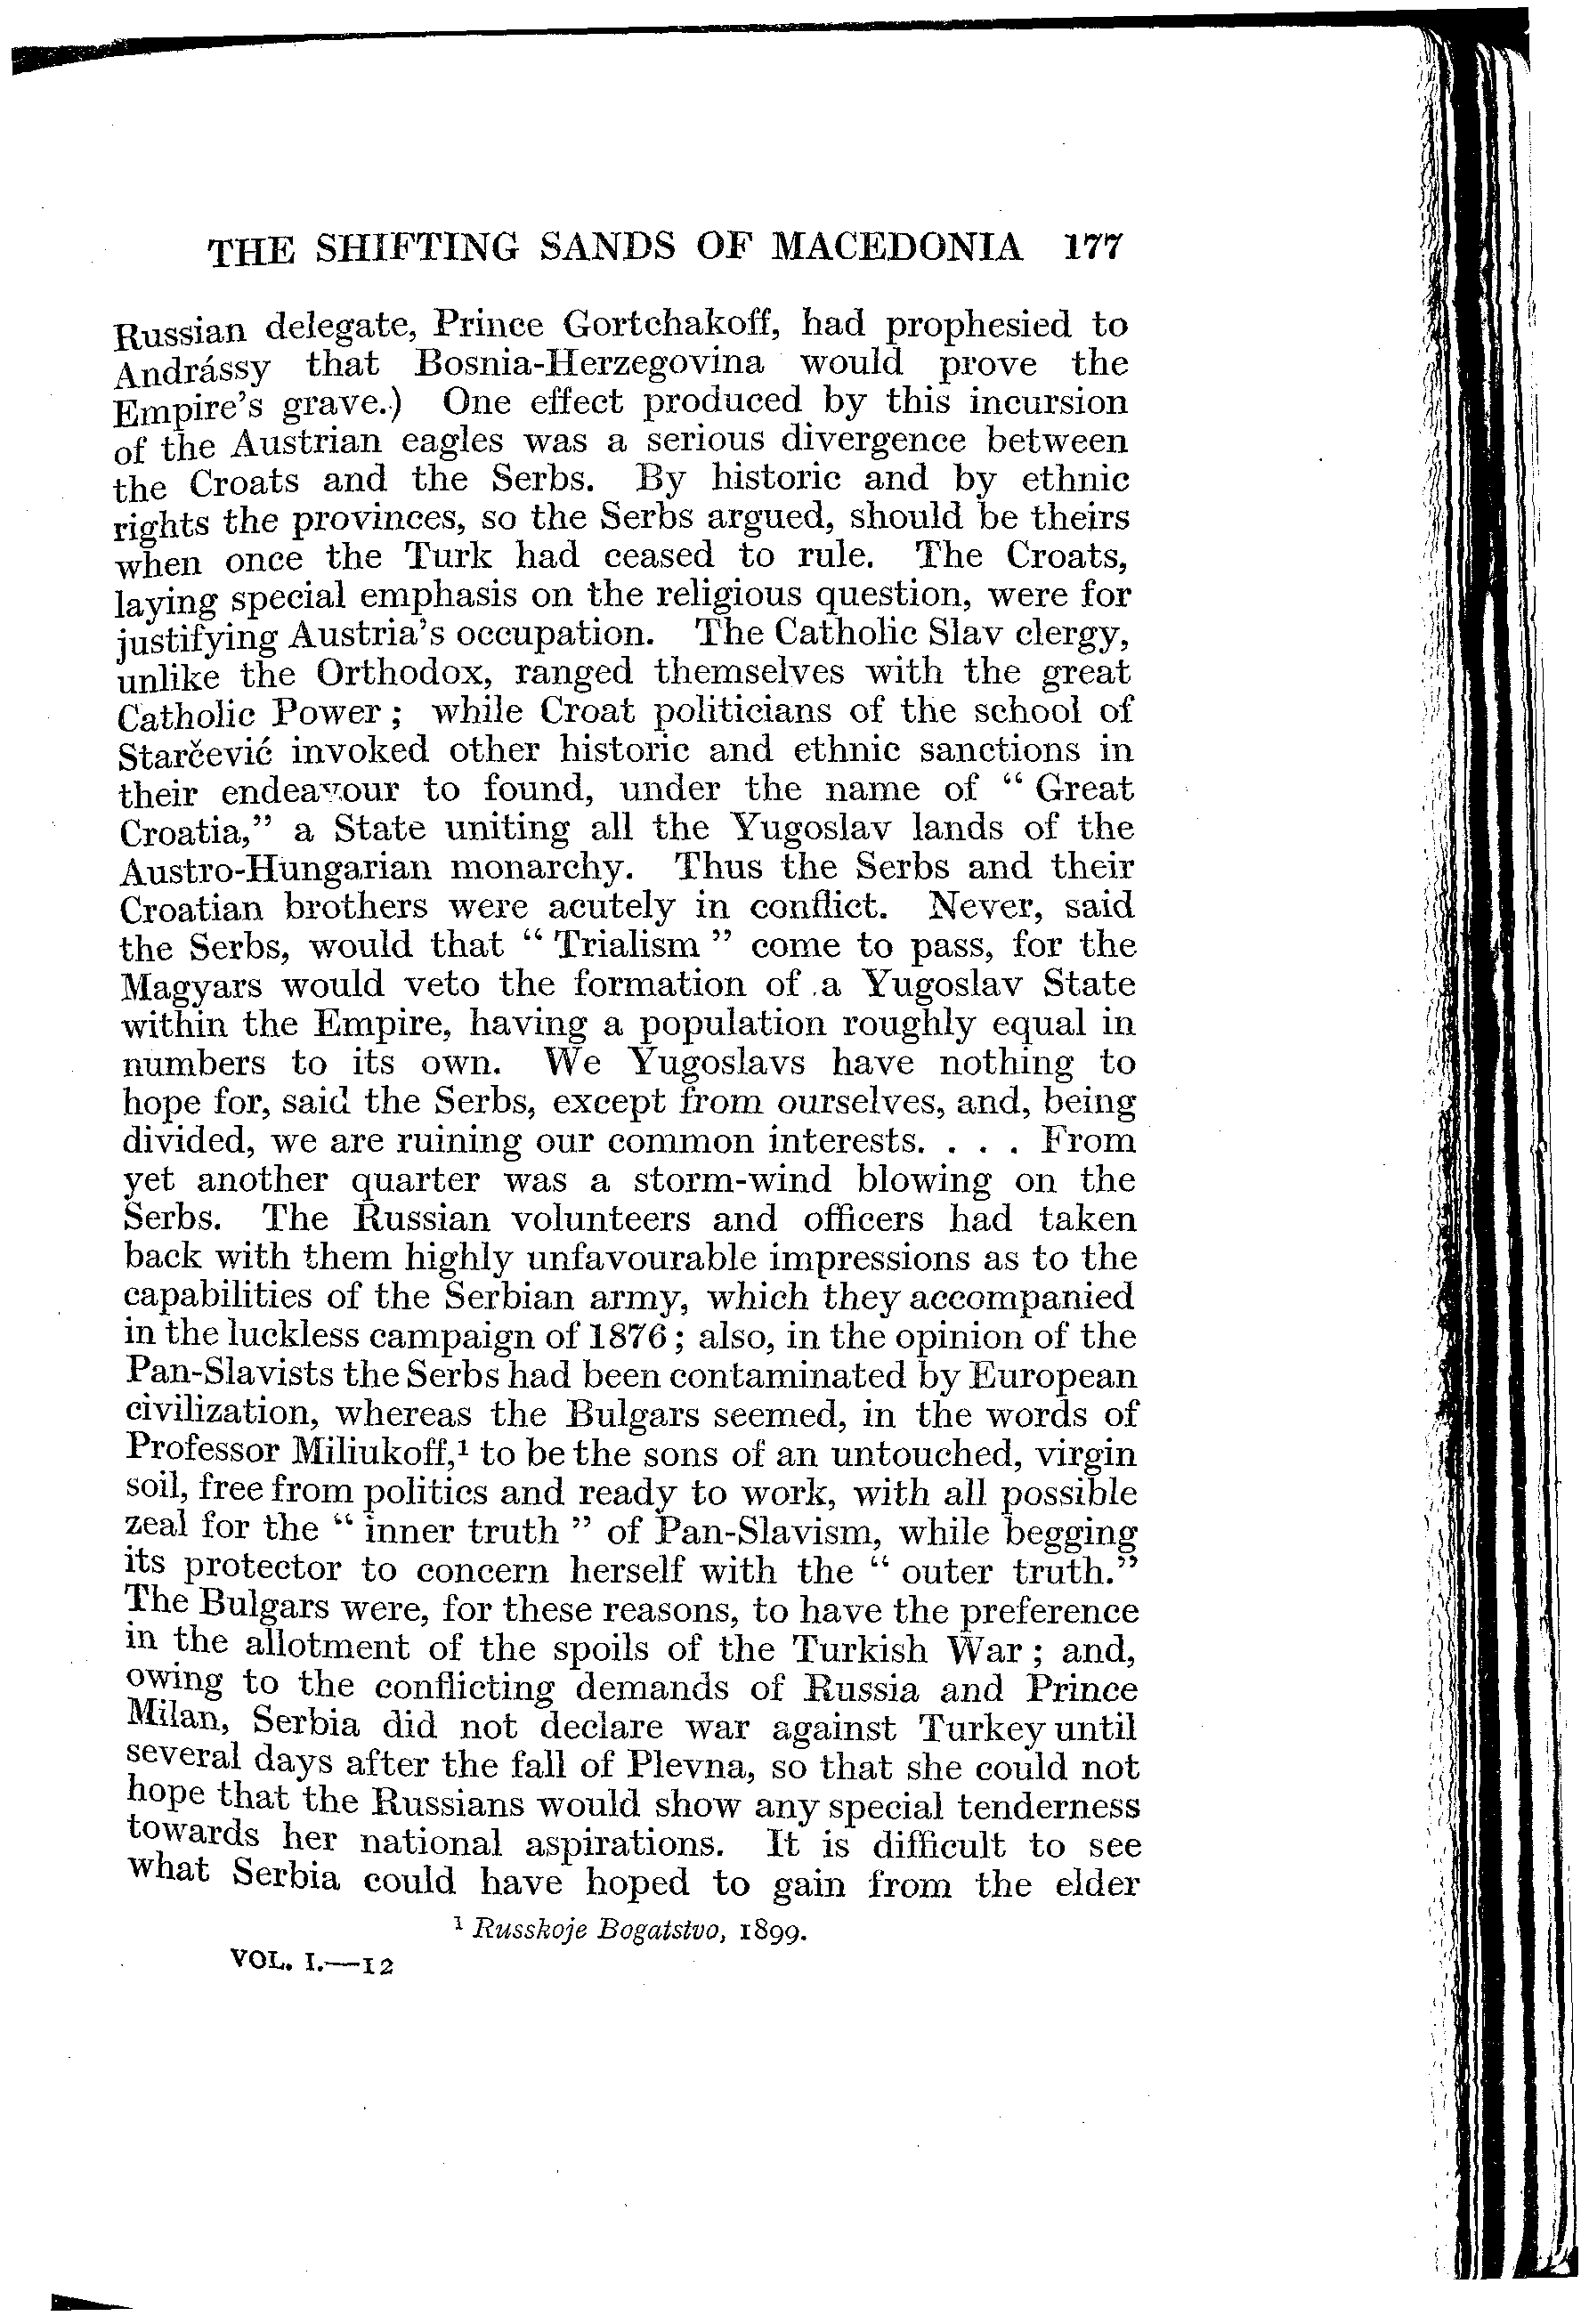 THE SHIFTING SANDS OF MACEDONIA 177
Russian delegate, Prince Gortchakoff, had prophesied to
Andrássy that Bosnia-Herzegovina would prove the
Empire's grave.) One effect produced by this incursion
of the Austrian eagles was a serious divergence between
the Croats and the Serbs. By historic and by ethnic
rights the provinces, so the Serbs argued, should be theirs
when once the Turk had ceased to rule. The Croats,
laying special emphasis on the religious question, were for
justifying Austria's occupation. The Catholic Slav clergy,
unlike the Orthodox, ranged themselves with the great
Catholic Power ; while Croat politicians of the school of
Starčević invoked other historic and ethnic sanctions in
their endeavour to found, under the name of “ Great
Croatia,” a State uniting all the Yugoslav lands of the
Austro-Hungarian monarchy. Thus the Serbs and their
Croatian brothers were acutely in conflict. Never, said
the Serbs, would that “ Trialism ” come to pass, for the
Magyars would veto the formation of a Yugoslav State
within the Empire, having a population roughly equal in
numbers to its own. We Yugoslavs have nothing to
hope for, said the Serbs, except from ourselves, and, being
divided, we are ruining our common interests. . . . From
yet another quarter was a storm-wind blowing on the
Serbs. The Russian volunteers and officers had taken
back with them highly unfavourable impressions as to the
capabilities of the Serbian army, which they accompanied
in the luckless campaign of 1876 ; also, in the opinion of the
Pan-Slavists the Serbs had been contaminated by European
civilization, whereas the Bulgars seemed, in the words of
Professor Miliukoff,¹ to be the sons of an untouched, virgin
soil, free from politics and ready to work, with all possible
zeal for the “ inner truth ” of Pan-Slavism, while begging
its protector to concern herself with the “ outer truth.”
The Bulgars were, for these reasons, to have the preference
in the allotment of the spoils of the Turkish War ; and,
owing to the conflicting demands of Russia and Prince
Milan, Serbia did not declare war against Turkey until
several days after the fall of Plevna, so that she could not
hope that the Russians would show any special tenderness
towards her national aspirations. It is difficult to see
what Serbia could have hoped to gain from the elder
¹ Russkoje Bogatstvo, 1899.
VOL. I.—12